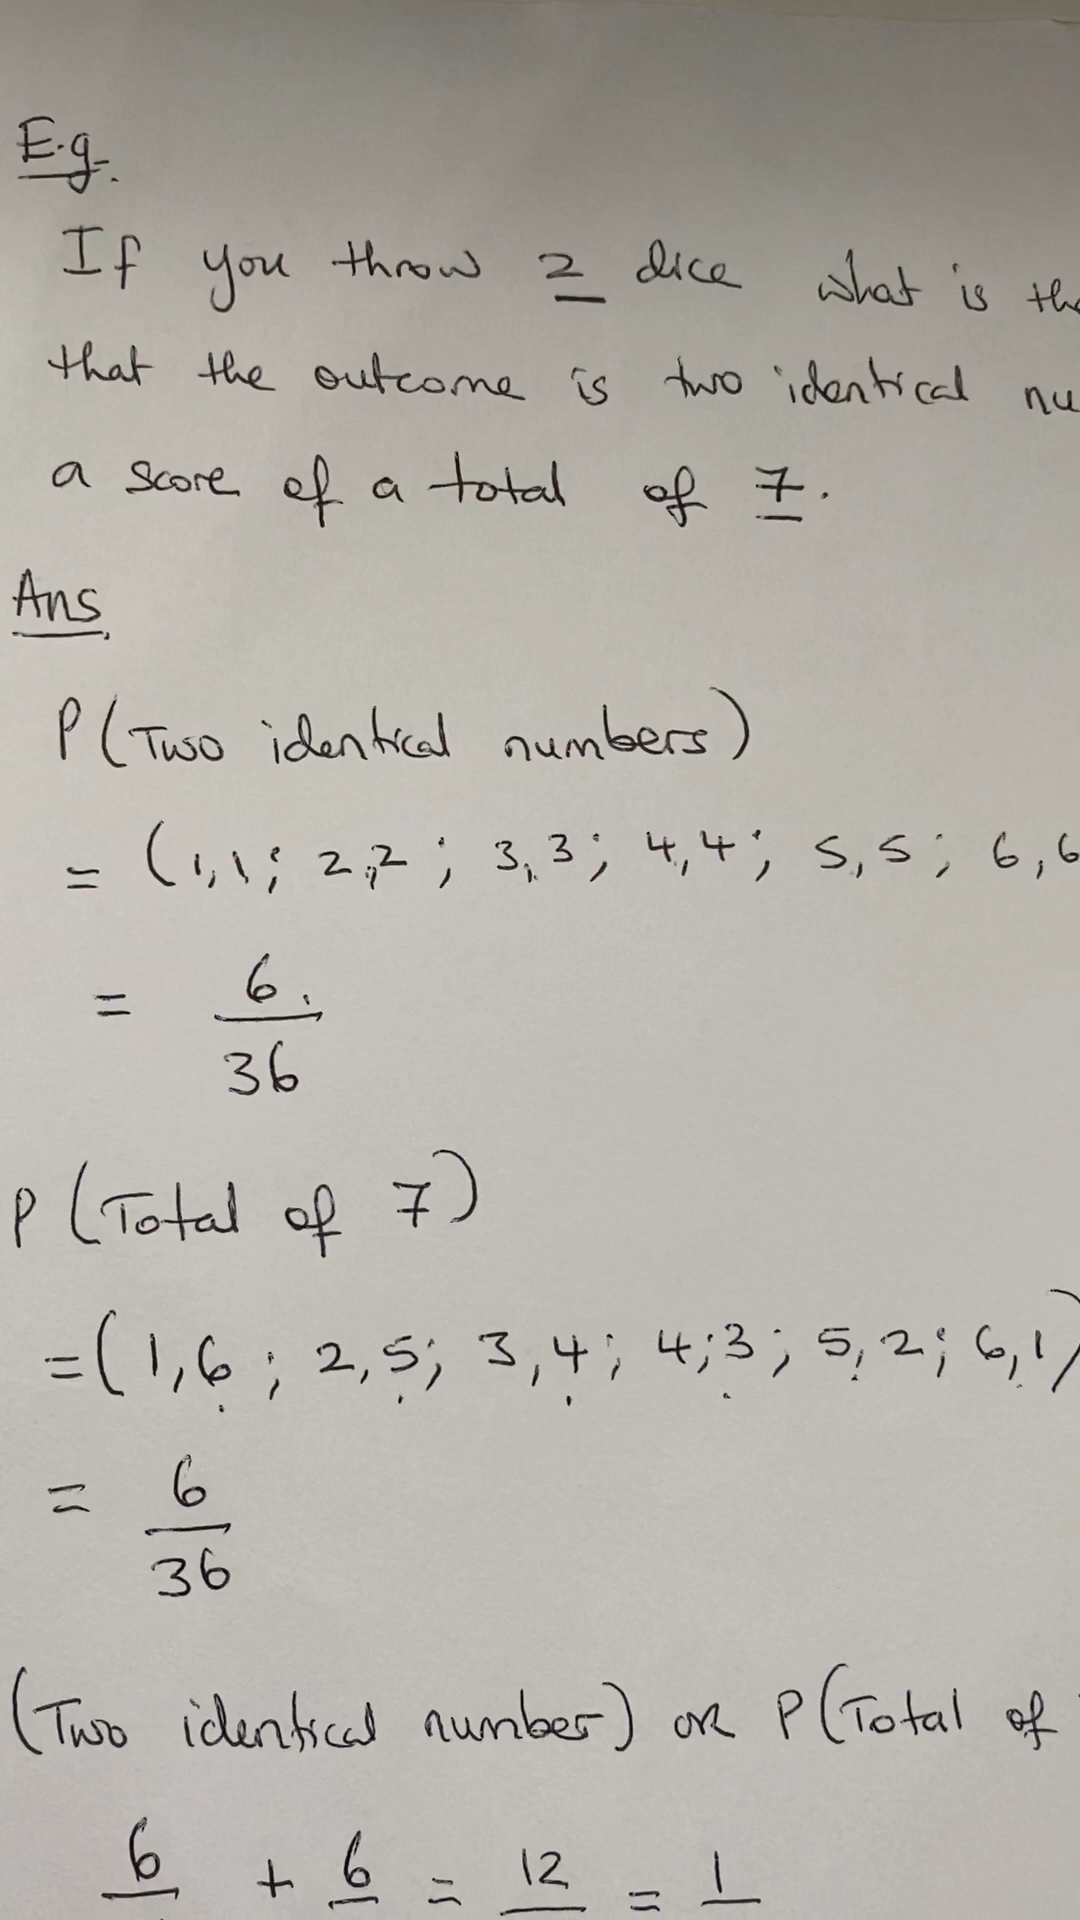 E.g.
If you throw 2 dice what is
that the outcome is two identical
a score of a total of 7.
Ans.
P(Two identical numbers)
= (1,1; 2,2; 3,3; 4,4; 5,5; 6,6
= 6
36
P(Total of 7)
= (1,6; 2,5; 3,4; 4;3; 5,2; 6,1)
= 6
36
(Two identical number) or P(Total of
6 + 6 = 12 = 1